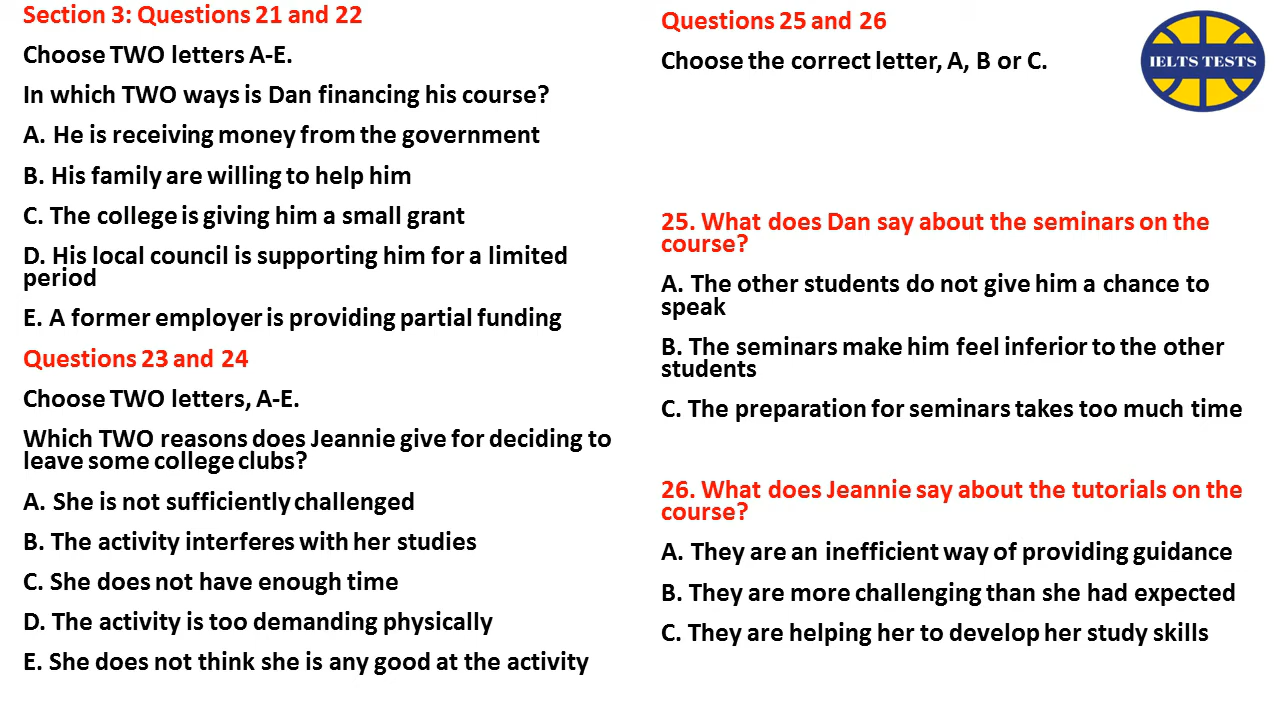 Section 3: Questions 21 and 22
Choose TWO letters A-E.
In which TWO ways is Dan financing his course?
A. He is receiving money from the government
B. His family are willing to help him
C. The college is giving him a small grant
D. His local council is supporting him for a limited
period
E. A former employer is providing partial funding
Questions 23 and 24
Choose TWO letters, A-E.
Which TWO reasons does Jeannie give for deciding to
leave some college clubs?
A. She is not sufficiently challenged
B. The activity interferes with her studies
C. She does not have enough time
D. The activity is too demanding physically
E. She does not think she is any good at the activity
Questions 25 and 26
Choose the correct letter, A, B or C.
IELTS TESTS
25. What does Dan say about the seminars on the
course?
A. The other students do not give him a chance to
speak
B. The seminars make him feel inferior to the other
students
C. The preparation for seminars takes too much time
26. What does Jeannie say about the tutorials on the
course?
A. They are an inefficient way of providing guidance
B. They are more challenging than she had expected
C. They are helping her to develop her study skills